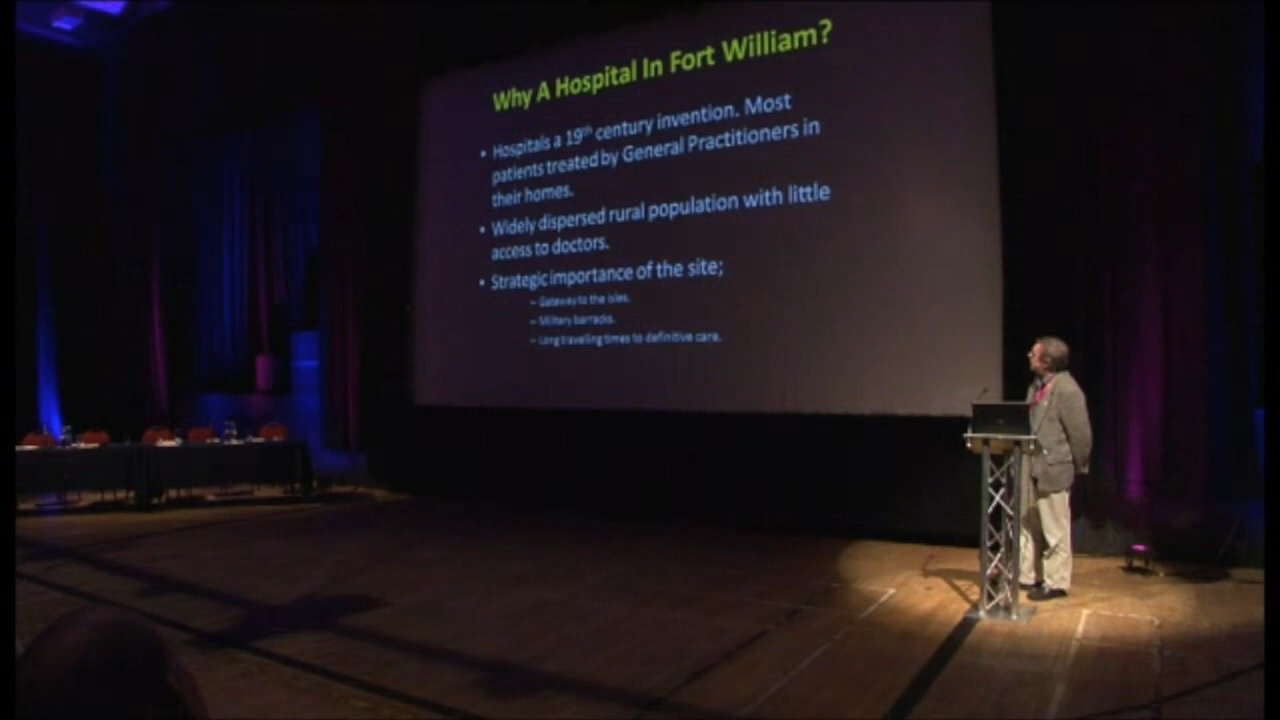 Why A Hospital In Fort William?
• Hospitals a 19th century invention. Most
patients treated by General Practitioners in
their homes.
• Widely dispersed rural population with little
access to doctors.
• Strategic importance of the site;
– Gateway to the isles.
– Military barracks.
– Long travelling times to definitive care.